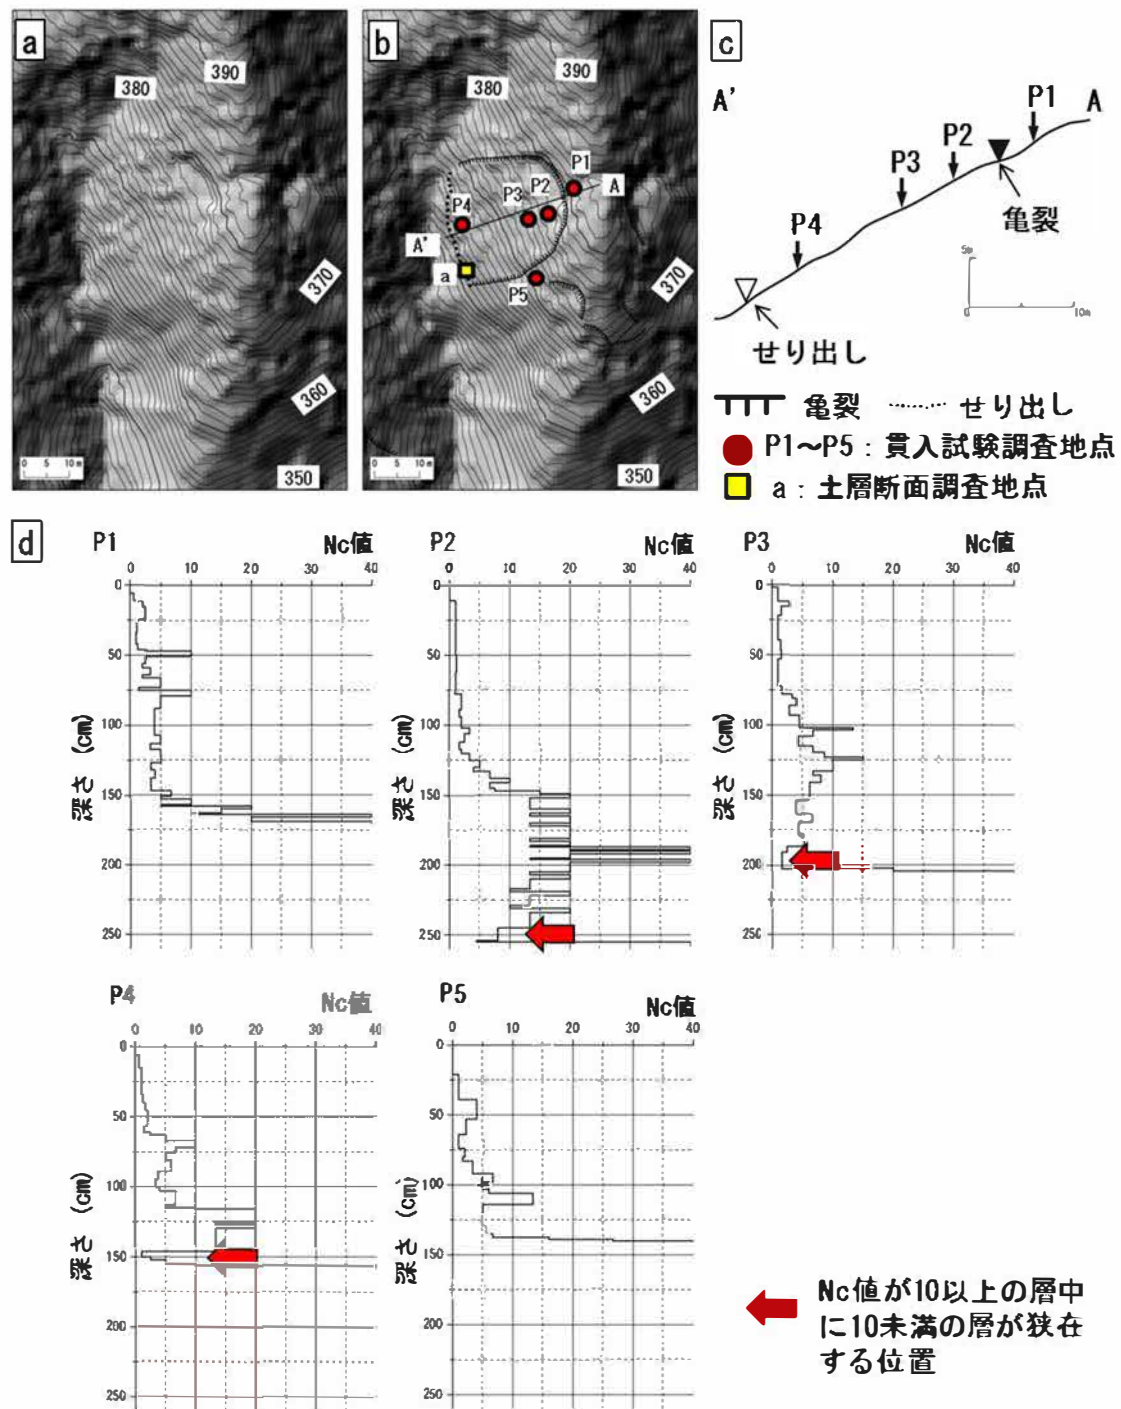 a
390
380
370
360
350
0 5 10m
b
390
380
P1
A
P2
P3
P4
A'
a
P5
370
360
350
0 5 10m
c
A'
P1
A
P2
P3
亀裂
P4
5m
0
10m
せり出し
亀裂 せり出し
P1~P5：貫入試験調査地点
a：土層断面調査地点
d
P1 Nc値
0 10 20 30 40
0
50
100
150
200
250
深さ (cm)
P2 Nc値
0 10 20 30 40
0
50
100
150
200
250
深さ (cm)
P3 Nc値
0 10 20 30 40
0
50
100
150
200
250
深さ (cm)
P4 Nc値
0 10 20 30 40
0
50
100
150
200
250
深さ (cm)
P5 Nc値
0 10 20 30 40
0
50
100
150
200
250
深さ (cm)
Nc値が10以上の層中
に10未満の層が狭在
する位置